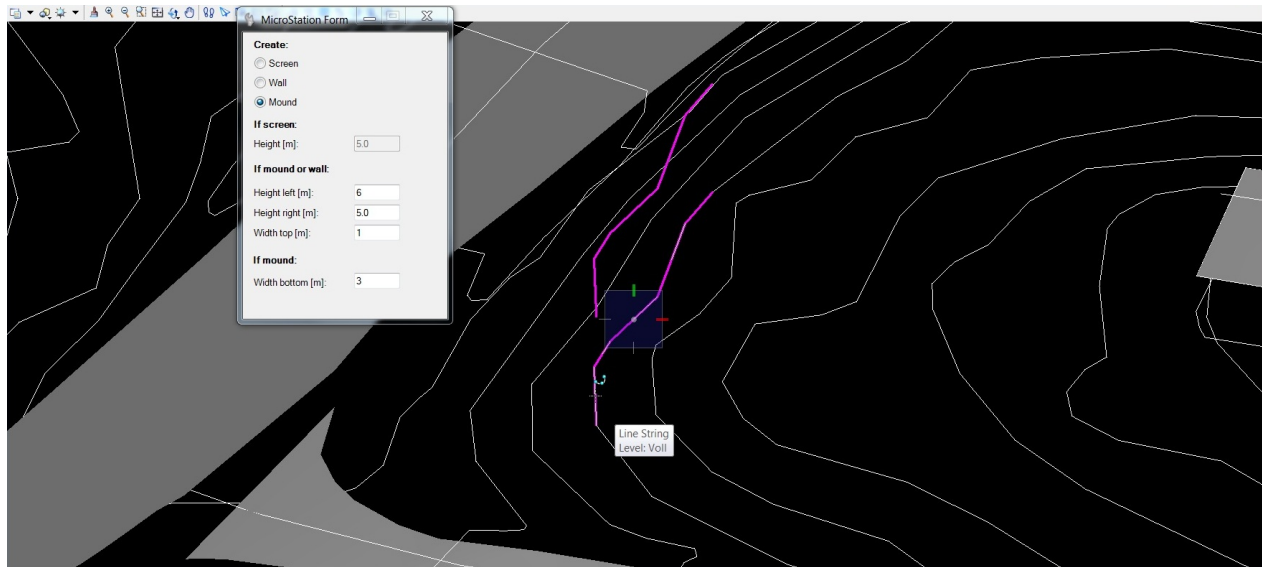 MicroStation Form
Create:
Screen
Wall
Mound
If screen:
Height [m]: 5.0
If mound or wall:
Height left [m]: 6
Height right [m]: 5.0
Width top [m]: 1
If mound:
Width bottom [m]: 3
Line String
Level: Voll